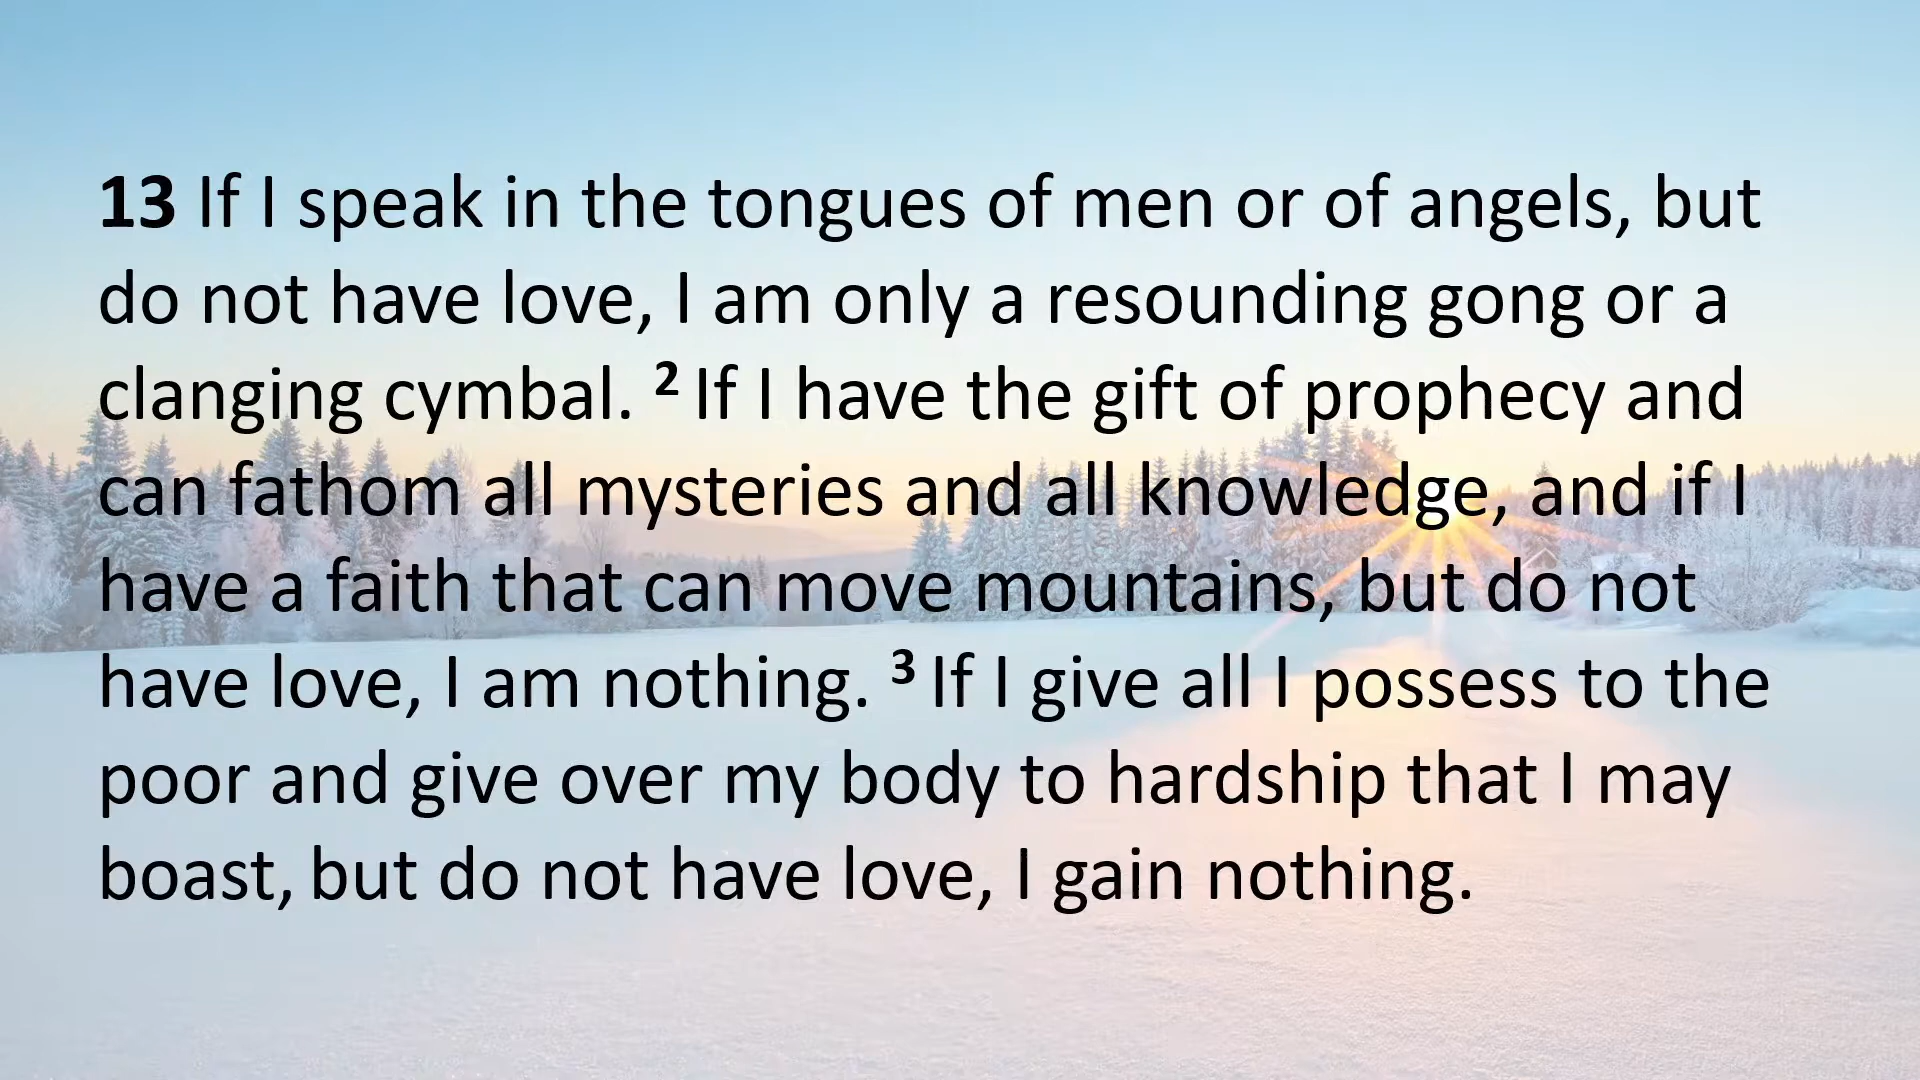 13 If I speak in the tongues of men or of angels, but
do not have love, I am only a resounding gong or a
clanging cymbal. 2 If I have the gift of prophecy and
can fathom all mysteries and all knowledge, and if I
have a faith that can move mountains, but do not
have love, I am nothing. 3 If I give all I possess to the
poor and give over my body to hardship that I may
boast, but do not have love, I gain nothing.